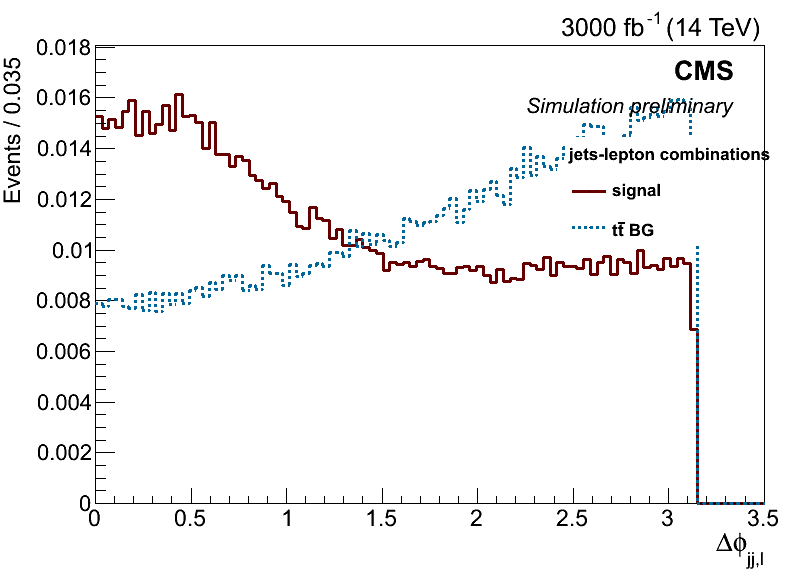 3000 fb⁻¹ (14 TeV)
CMS
Simulation preliminary
jets-lepton combinations
signal
tt̄ BG
Events / 0.035
0.018
0.016
0.014
0.012
0.01
0.008
0.006
0.004
0.002
0
0 0.5 1 1.5 2 2.5 3 3.5
Δϕjj,l